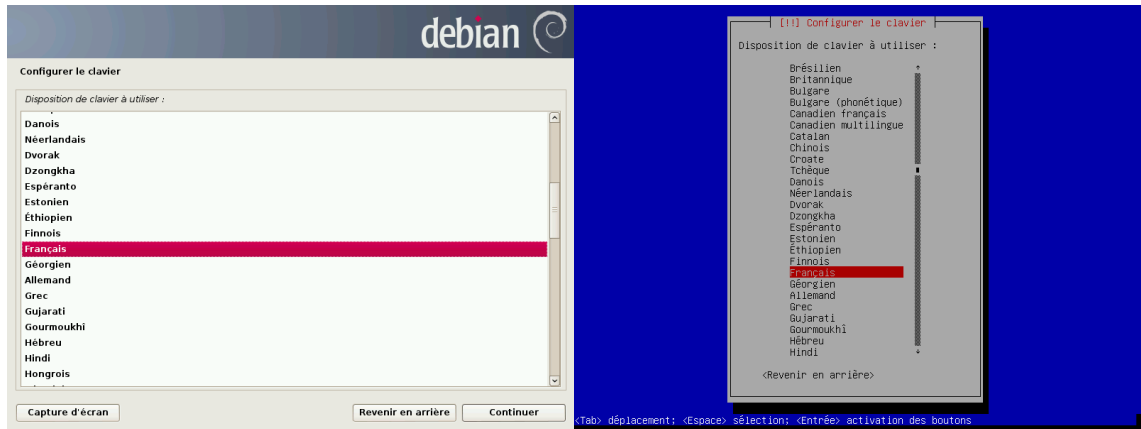 debian
Configurer le clavier
Disposition de clavier à utiliser :
Danois
Néerlandais
Dvorak
Dzongkha
Espéranto
Estonien
Éthiopien
Finnois
Français
Géorgien
Allemand
Grec
Gujarati
Gourmoukhi
Hébreu
Hindi
Hongrois
Capture d'écran
Revenir en arrière
Continuer
[!!] Configurer le clavier
Disposition de clavier à utiliser :
Brésilien
Britannique
Bulgare
Bulgare (phonétique)
Canadien français
Canadien multilingue
Catalan
Chinois
Croate
Tchèque
Danois
Néerlandais
Dvorak
Dzongkha
Espéranto
Estonien
Éthiopien
Finnois
Français
Géorgien
Allemand
Grec
Gujarati
Gourmoukhî
Hébreu
Hindi
<Revenir en arrière>
<Tab> déplacement; <Espace> sélection; <Entrée> activation des boutons